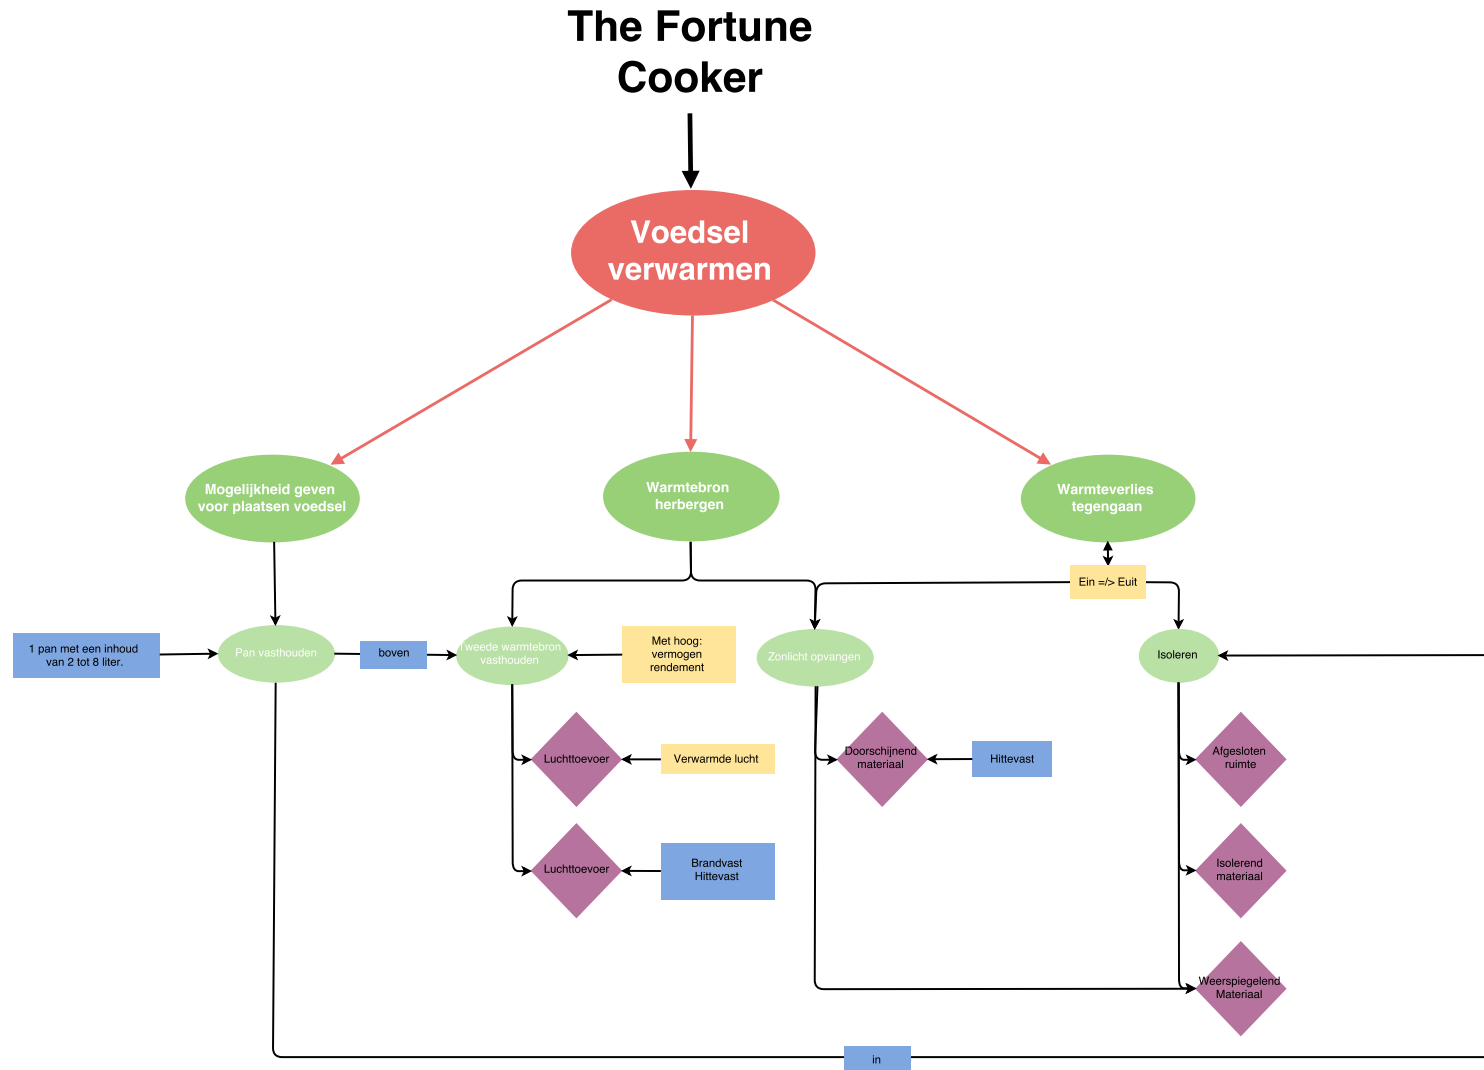 The Fortune
Cooker
Voedsel
verwarmen
Mogelijkheid geven
voor plaatsen voedsel
Warmtebron
herbergen
Warmteverlies
tegengaan
Ein =/> Euit
1 pan met een inhoud
van 2 tot 8 liter.
Pan vasthouden
boven
Tweede warmtebron
vasthouden
Met hoog:
vermogen
rendement
Zonlicht opvangen
Isoleren
Luchttoevoer
Verwarmde lucht
Doorschijnend
materiaal
Hittevast
Afgesloten
ruimte
Luchttoevoer
Brandvast
Hittevast
Isolerend
materiaal
Weerspiegelend
Materiaal
in